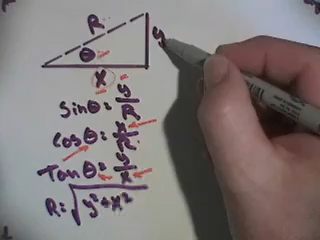 R
θ
y
x
Sinθ = y/R
Cosθ = x/R
Tanθ = y/x
R = √y²+x²